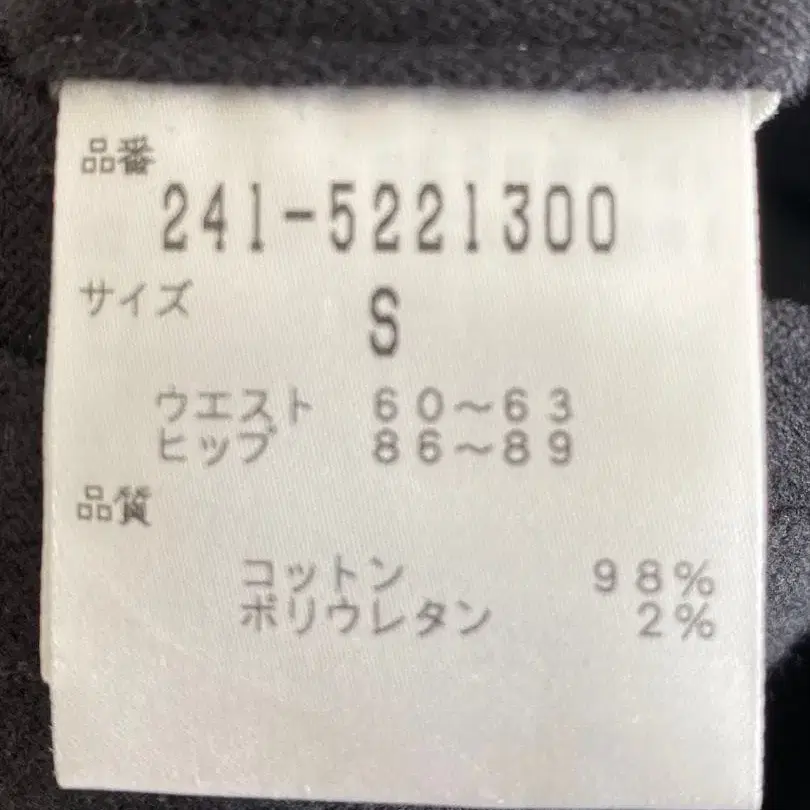 品番
241-5221300
サイズ S
ウエスト 60~63
ヒップ 86~89
品質
コットン 98%
ポリウレタン 2%